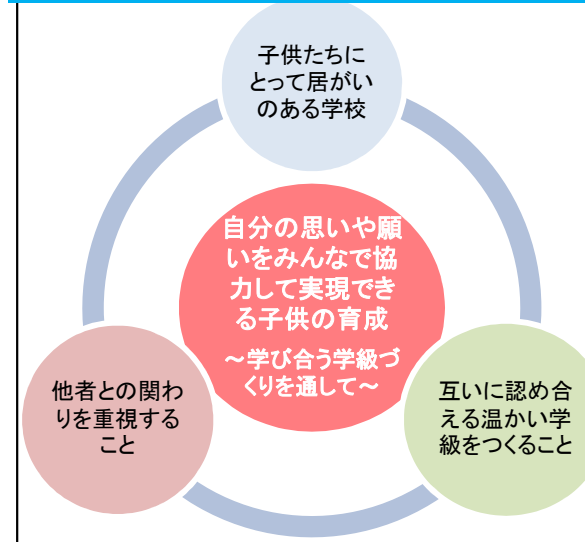 子供たちに
とって居がい
のある学校
自分の思いや願
いをみんなで協
力して実現でき
る子供の育成
～学び合う学級づ
くりを通して～
他者との関わ
りを重視する
こと
互いに認め合
える温かい学
級をつくること